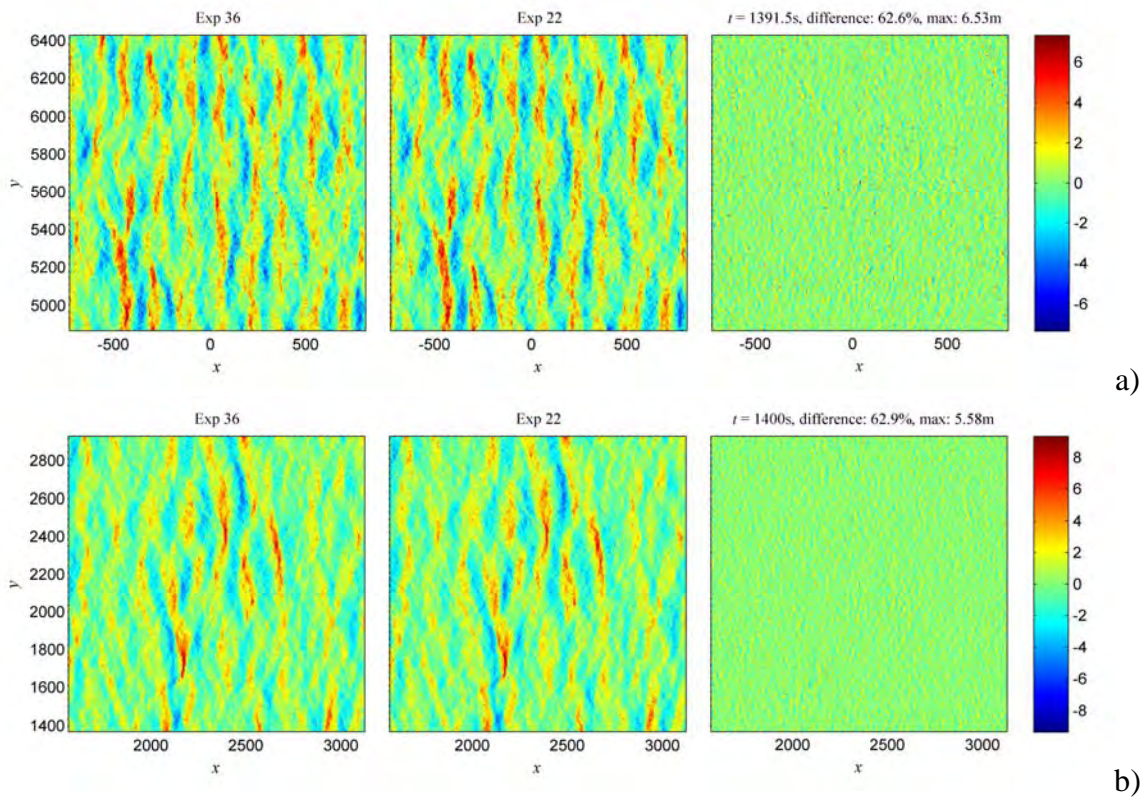 Exp 36 Exp 22 t = 1391.5s, difference: 62.6%, max: 6.53m
6400
6200
6000
5800
5600
5400
5200
5000
y
-500 0 500
-500 0 500
-500 0 500
x x x
6
4
2
0
-2
-4
-6
a)
Exp 36 Exp 22 t = 1400s, difference: 62.9%, max: 5.58m
2800
2600
2400
2200
2000
1800
1600
1400
y
2000 2500 3000
2000 2500 3000
2000 2500 3000
x x x
8
6
4
2
0
-2
-4
-6
-8
b)